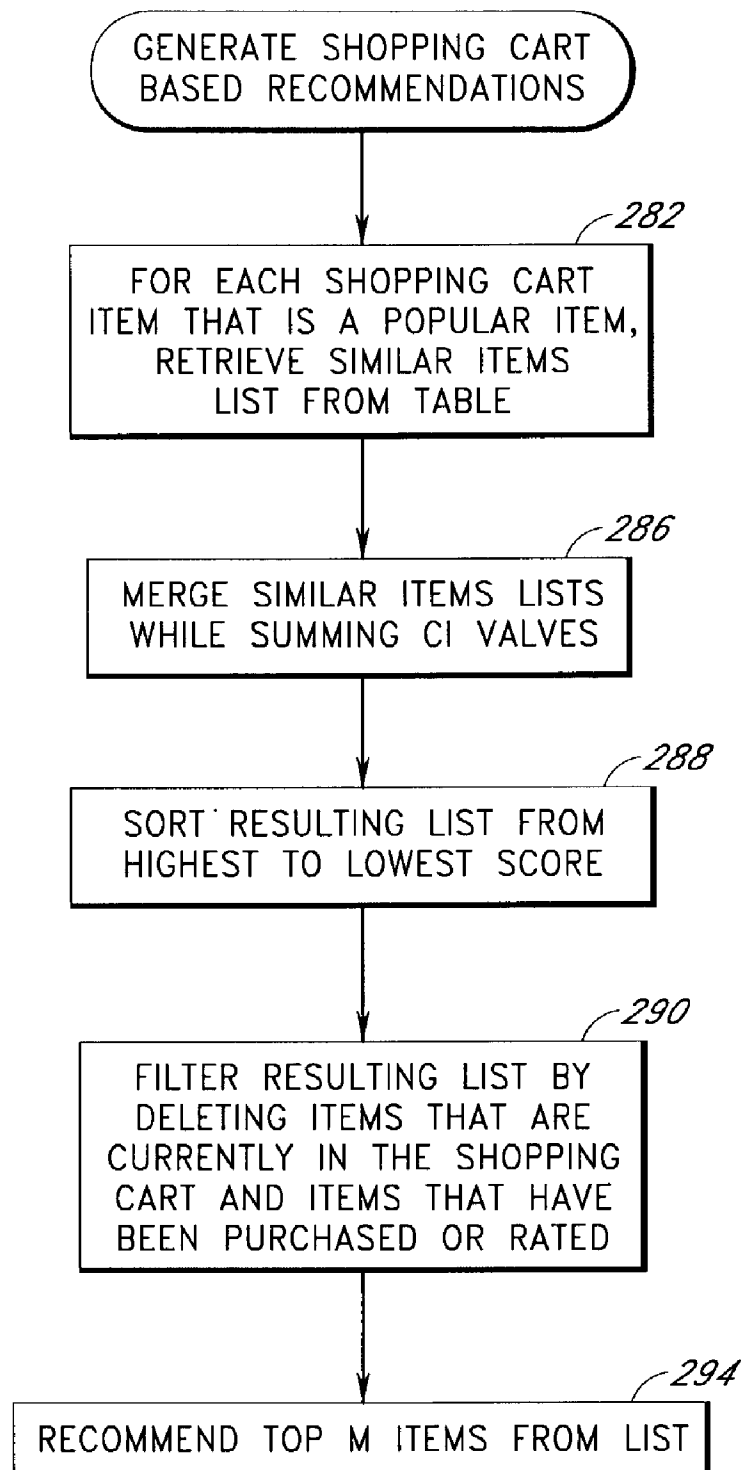 GENERATE SHOPPING CART
BASED RECOMMENDATIONS
282
FOR EACH SHOPPING CART
ITEM THAT IS A POPULAR ITEM,
RETRIEVE SIMILAR ITEMS
LIST FROM TABLE
286
MERGE SIMILAR ITEMS LISTS
WHILE SUMMING CI VALVES
288
SORT RESULTING LIST FROM
HIGHEST TO LOWEST SCORE
290
FILTER RESULTING LIST BY
DELETING ITEMS THAT ARE
CURRENTLY IN THE SHOPPING
CART AND ITEMS THAT HAVE
BEEN PURCHASED OR RATED
294
RECOMMEND TOP M ITEMS FROM LIST